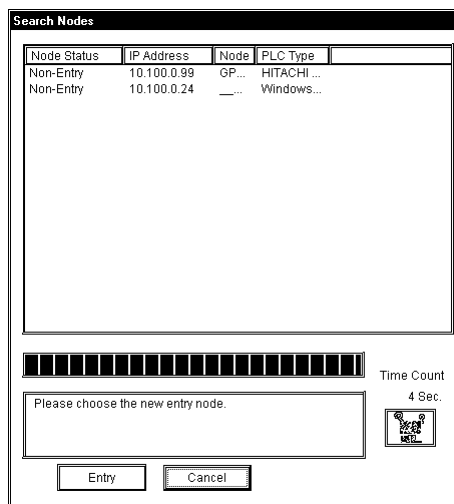 Search Nodes
Node Status IP Address Node PLC Type
Non-Entry 10.100.0.99 GP... HITACHI ...
Non-Entry 10.100.0.24 __... Windows...
Time Count
4 Sec.
Please choose the new entry node.
Entry Cancel